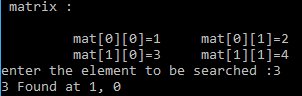 matrix :
mat[0][0]=1 mat[0][1]=2
mat[1][0]=3 mat[1][1]=4
enter the element to be searched :3
3 Found at 1, 0